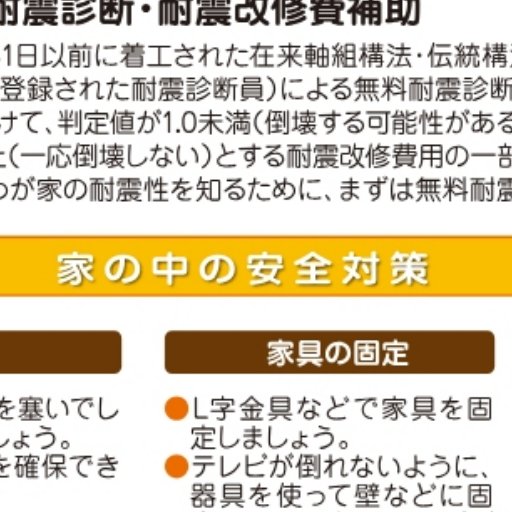 耐震診断・耐震改修費補助
1日以前に着工された在来軸組構法・伝統構
登録された耐震診断員)による無料耐震診断
けて、判定値が1.0未満(倒壊する可能性がある
上(一応倒壊しない)とする耐震改修費用の一部
わが家の耐震性を知るために、まずは無料耐震
家の中の安全対策
を塞いでし
しょう。
を確保でき
家具の固定
●L字金具などで家具を固
定しましょう。
●テレビが倒れないように、
器具を使って壁などに固